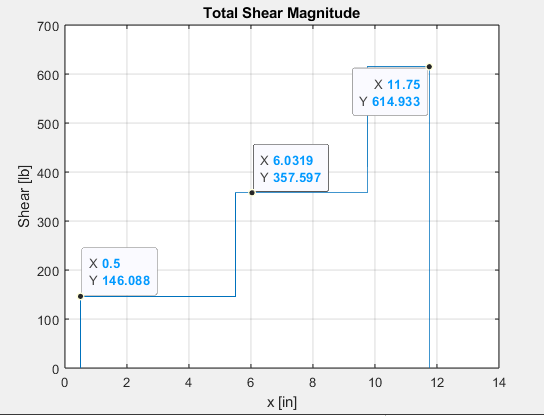 Total Shear Magnitude
700
600
500
400
300
200
100
0
Shear [lb]
X 11.75
Y 614.933
X 6.0319
Y 357.597
X 0.5
Y 146.088
0 2 4 6 8 10 12 14
x [in]